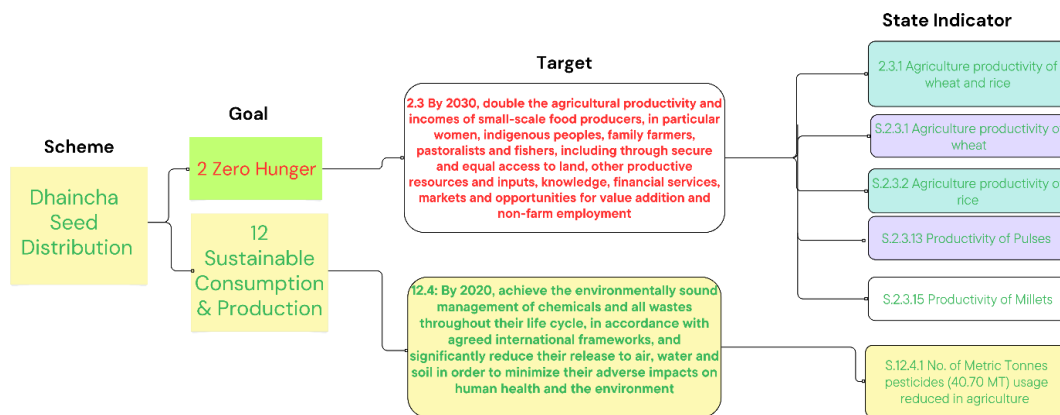 State Indicator
Target
Goal
Scheme
Dhaincha
Seed
Distribution
2 Zero Hunger
12
Sustainable
Consumption
& Production
2.3 By 2030, double the agricultural productivity and
incomes of small-scale food producers, in particular
women, indigenous peoples, family farmers,
pastoralists and fishers, including through secure
and equal access to land, other productive
resources and inputs, knowledge, financial services,
markets and opportunities for value addition and
non-farm employment
12.4: By 2020, achieve the environmentally sound
management of chemicals and all wastes
throughout their life cycle, in accordance with
agreed international frameworks, and
significantly reduce their release to air, water and
soil in order to minimize their adverse impacts on
human health and the environment
2.3.1 Agriculture productivity of
wheat and rice
S.2.3.1 Agriculture productivity of
wheat
S.2.3.2 Agriculture productivity of
rice
S.2.3.13 Productivity of Pulses
S.2.3.15 Productivity of Millets
S.12.4.1 No. of Metric Tonnes
pesticides (40.70 MT) usage
reduced in agriculture